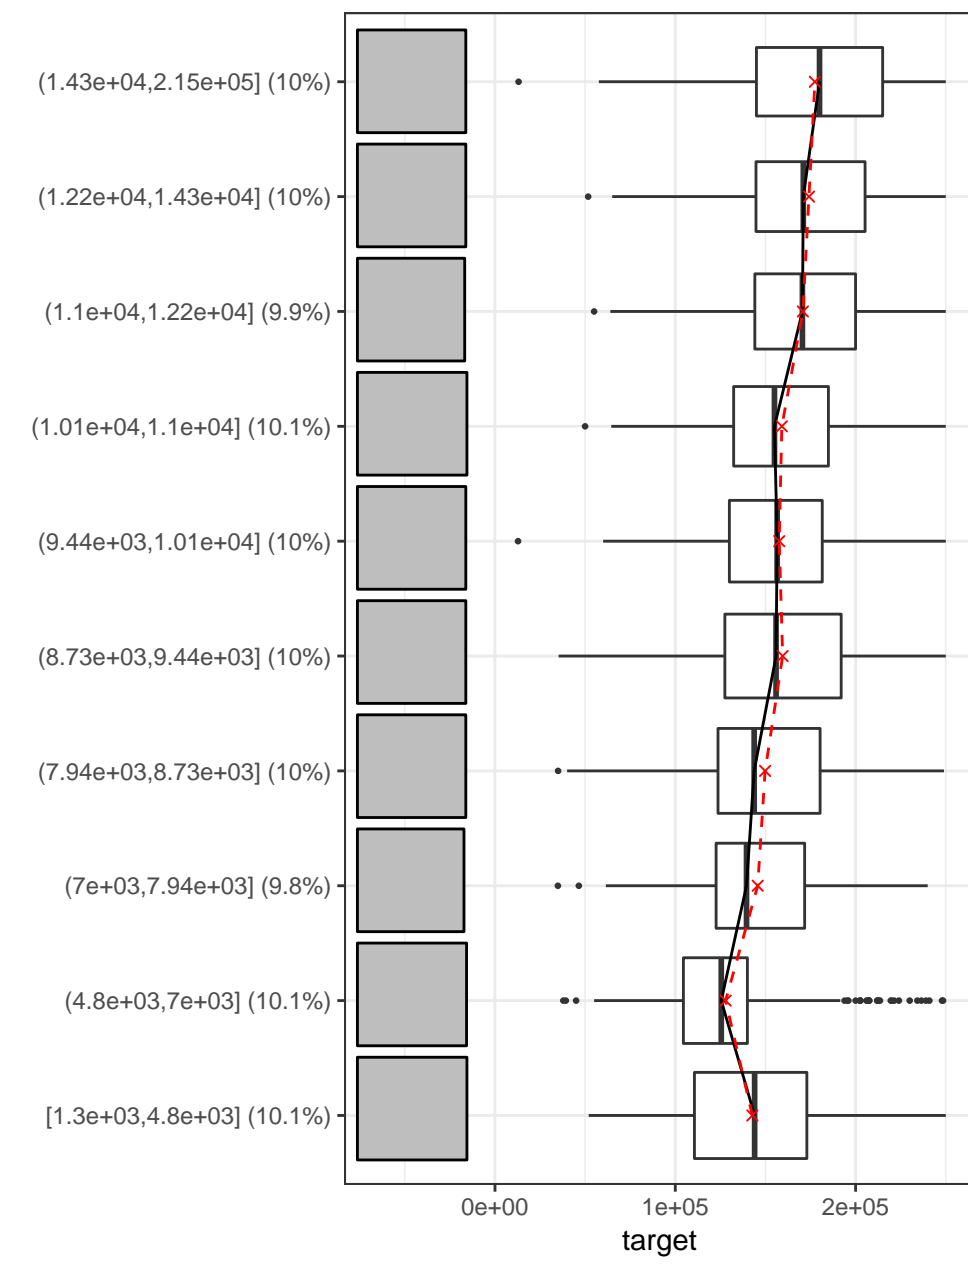 (1.43e+04,2.15e+05] (10%)
(1.22e+04,1.43e+04] (10%)
(1.1e+04,1.22e+04] (9.9%)
(1.01e+04,1.1e+04] (10.1%)
(9.44e+03,1.01e+04] (10%)
(8.73e+03,9.44e+03] (10%)
(7.94e+03,8.73e+03] (10%)
(7e+03,7.94e+03] (9.8%)
(4.8e+03,7e+03] (10.1%)
[1.3e+03,4.8e+03] (10.1%)
0e+00 1e+05 2e+05
target